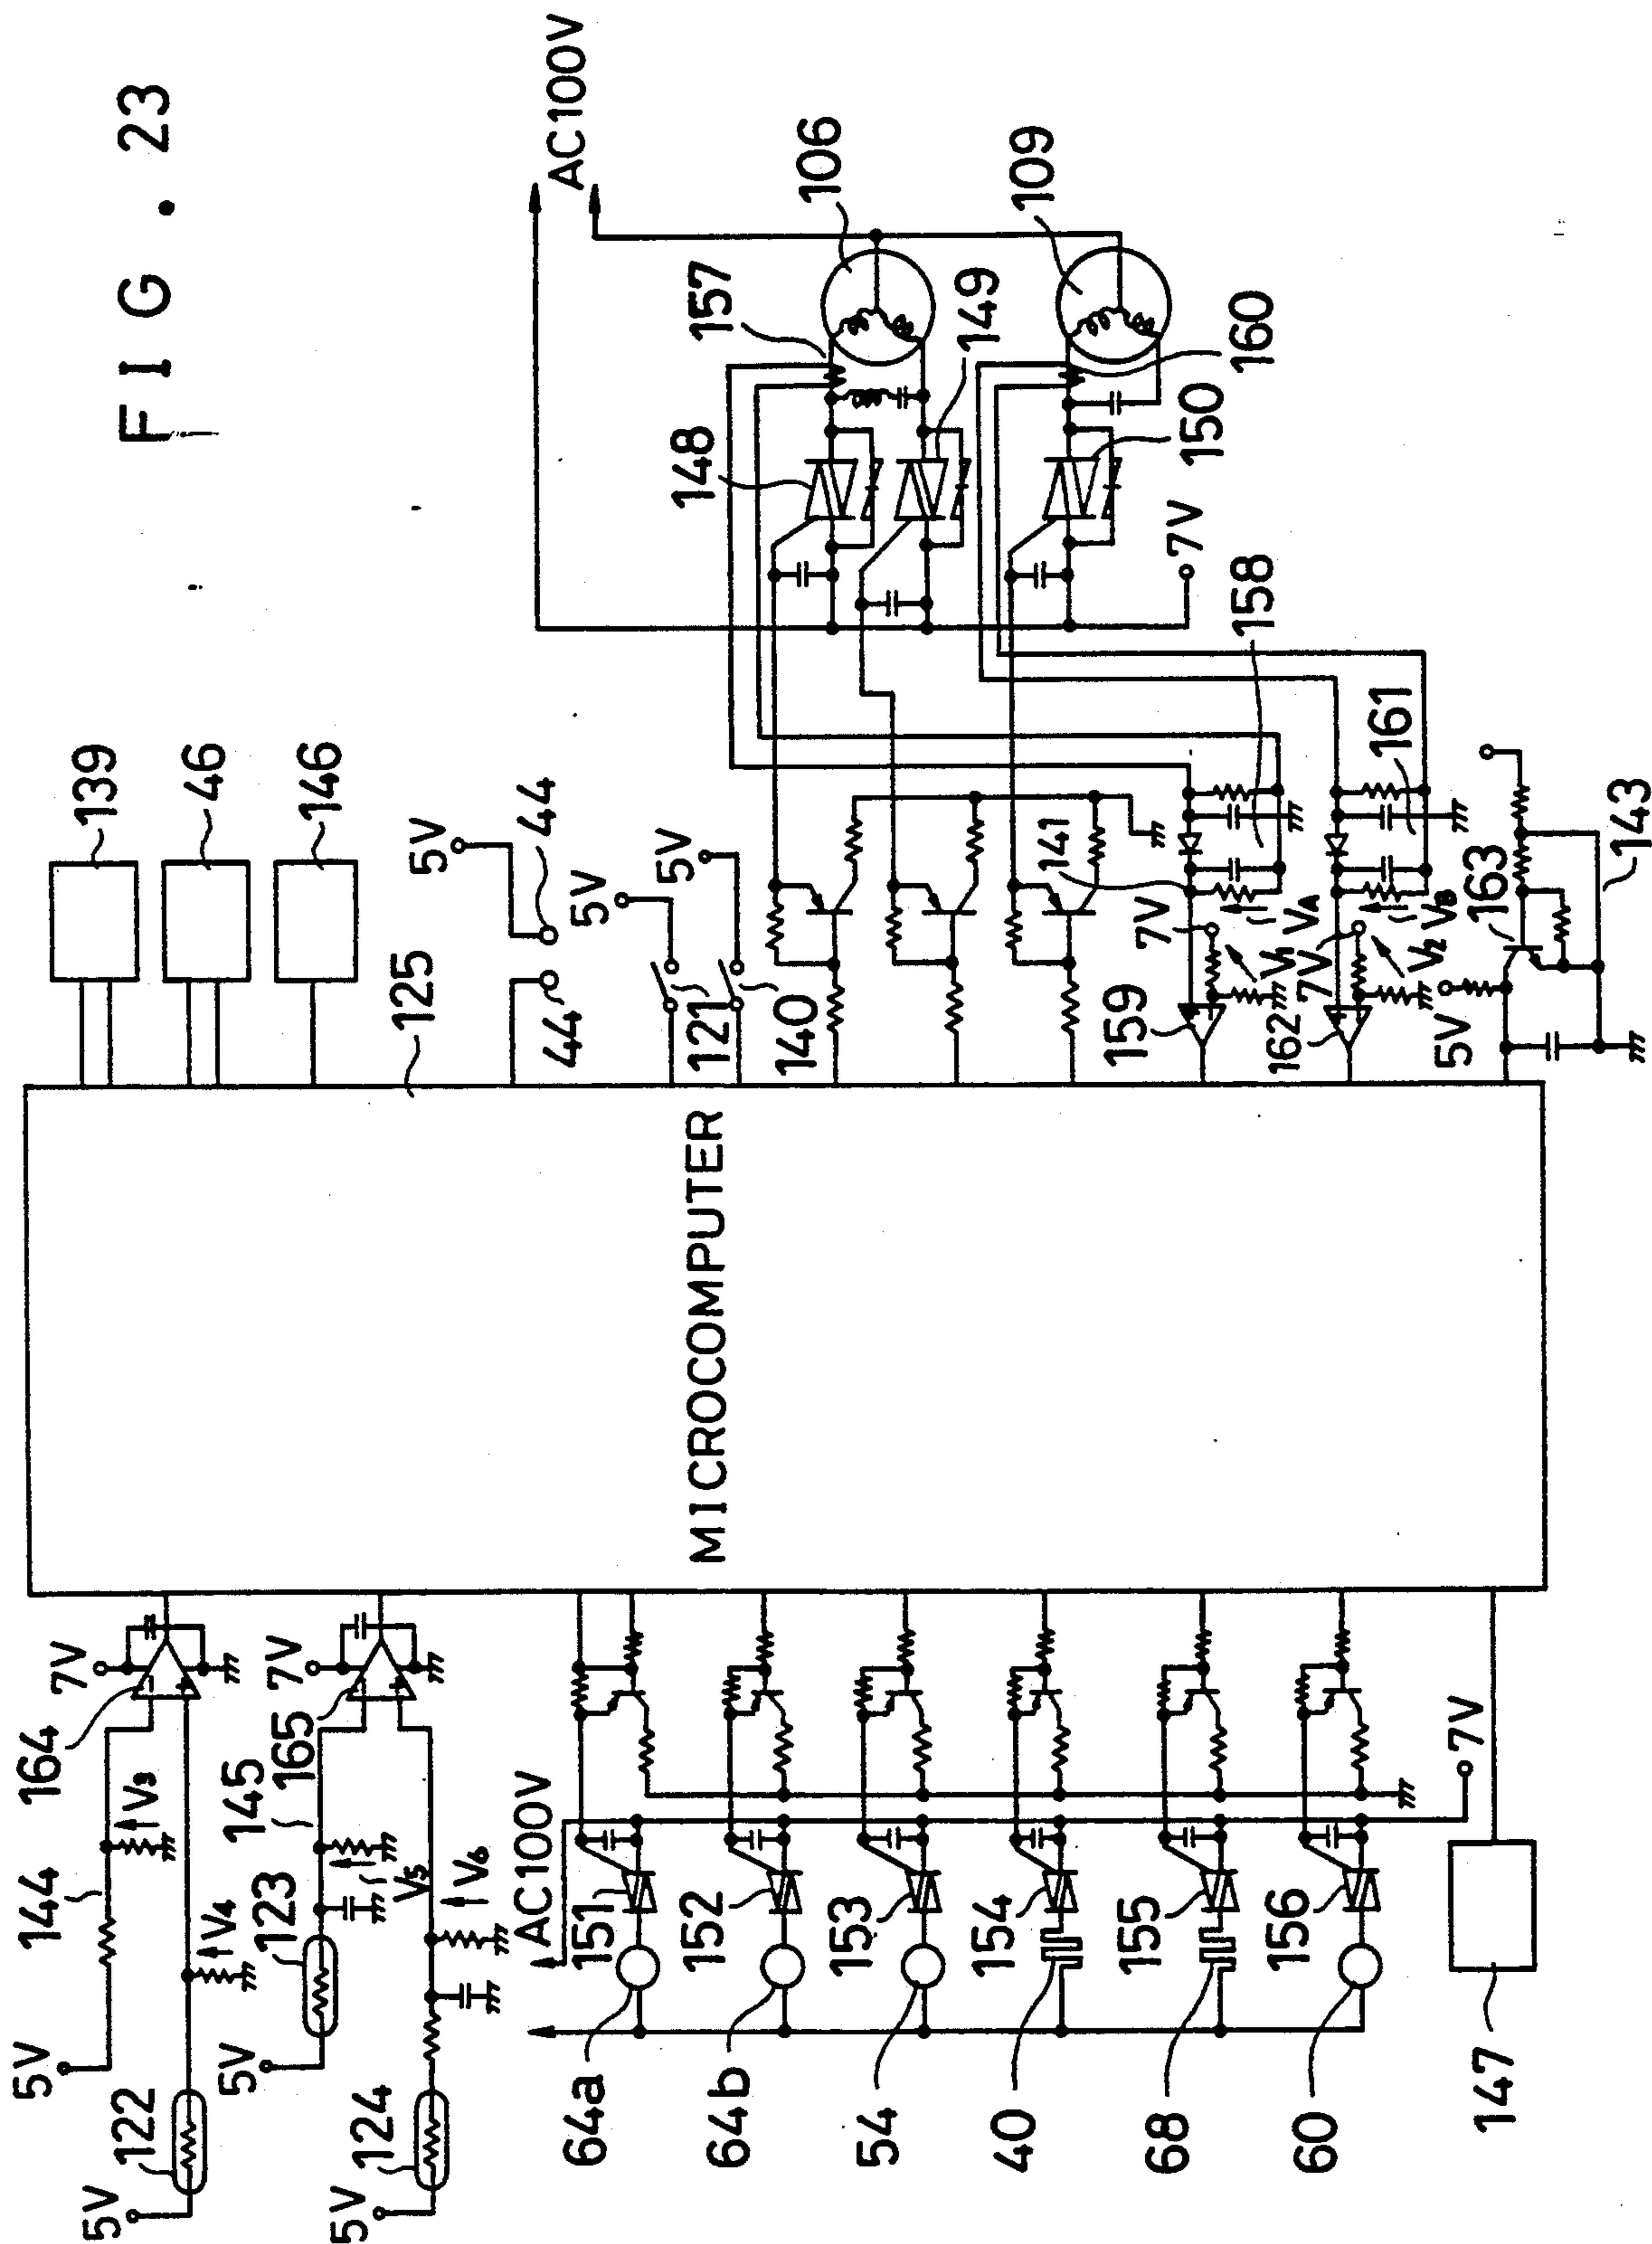 FIG. 23
AC100V
106
109
157
149
160
148
150
7V
158
161
139
46
146
5V
44
5V
5V
44
125
121
140
141
7V
VA
V1
7V
VB
V2
163
143
159
162
5V
MICROCOMPUTER
7V
164
7V
165
V3
145
144
V4
123
V5
V6
5V
122
5V
5V
124
5V
AC100V
151
152
153
154
155
156
7V
64a
64b
54
40
68
60
147